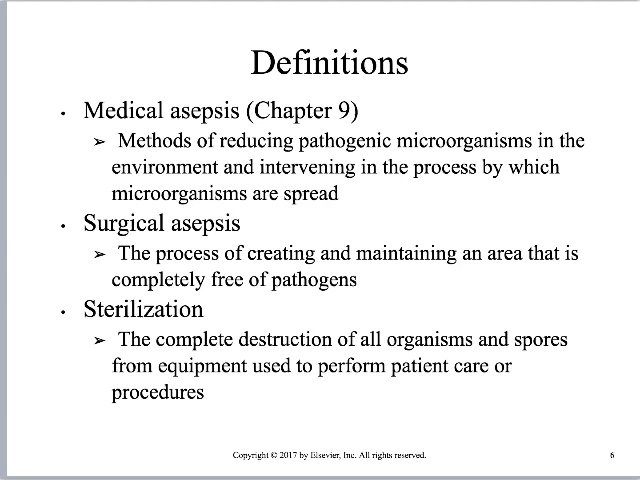 Definitions
• Medical asepsis (Chapter 9)
➢ Methods of reducing pathogenic microorganisms in the
environment and intervening in the process by which
microorganisms are spread
• Surgical asepsis
➢ The process of creating and maintaining an area that is
completely free of pathogens
• Sterilization
➢ The complete destruction of all organisms and spores
from equipment used to perform patient care or
procedures
Copyright © 2017 by Elsevier, Inc. All rights reserved.
6